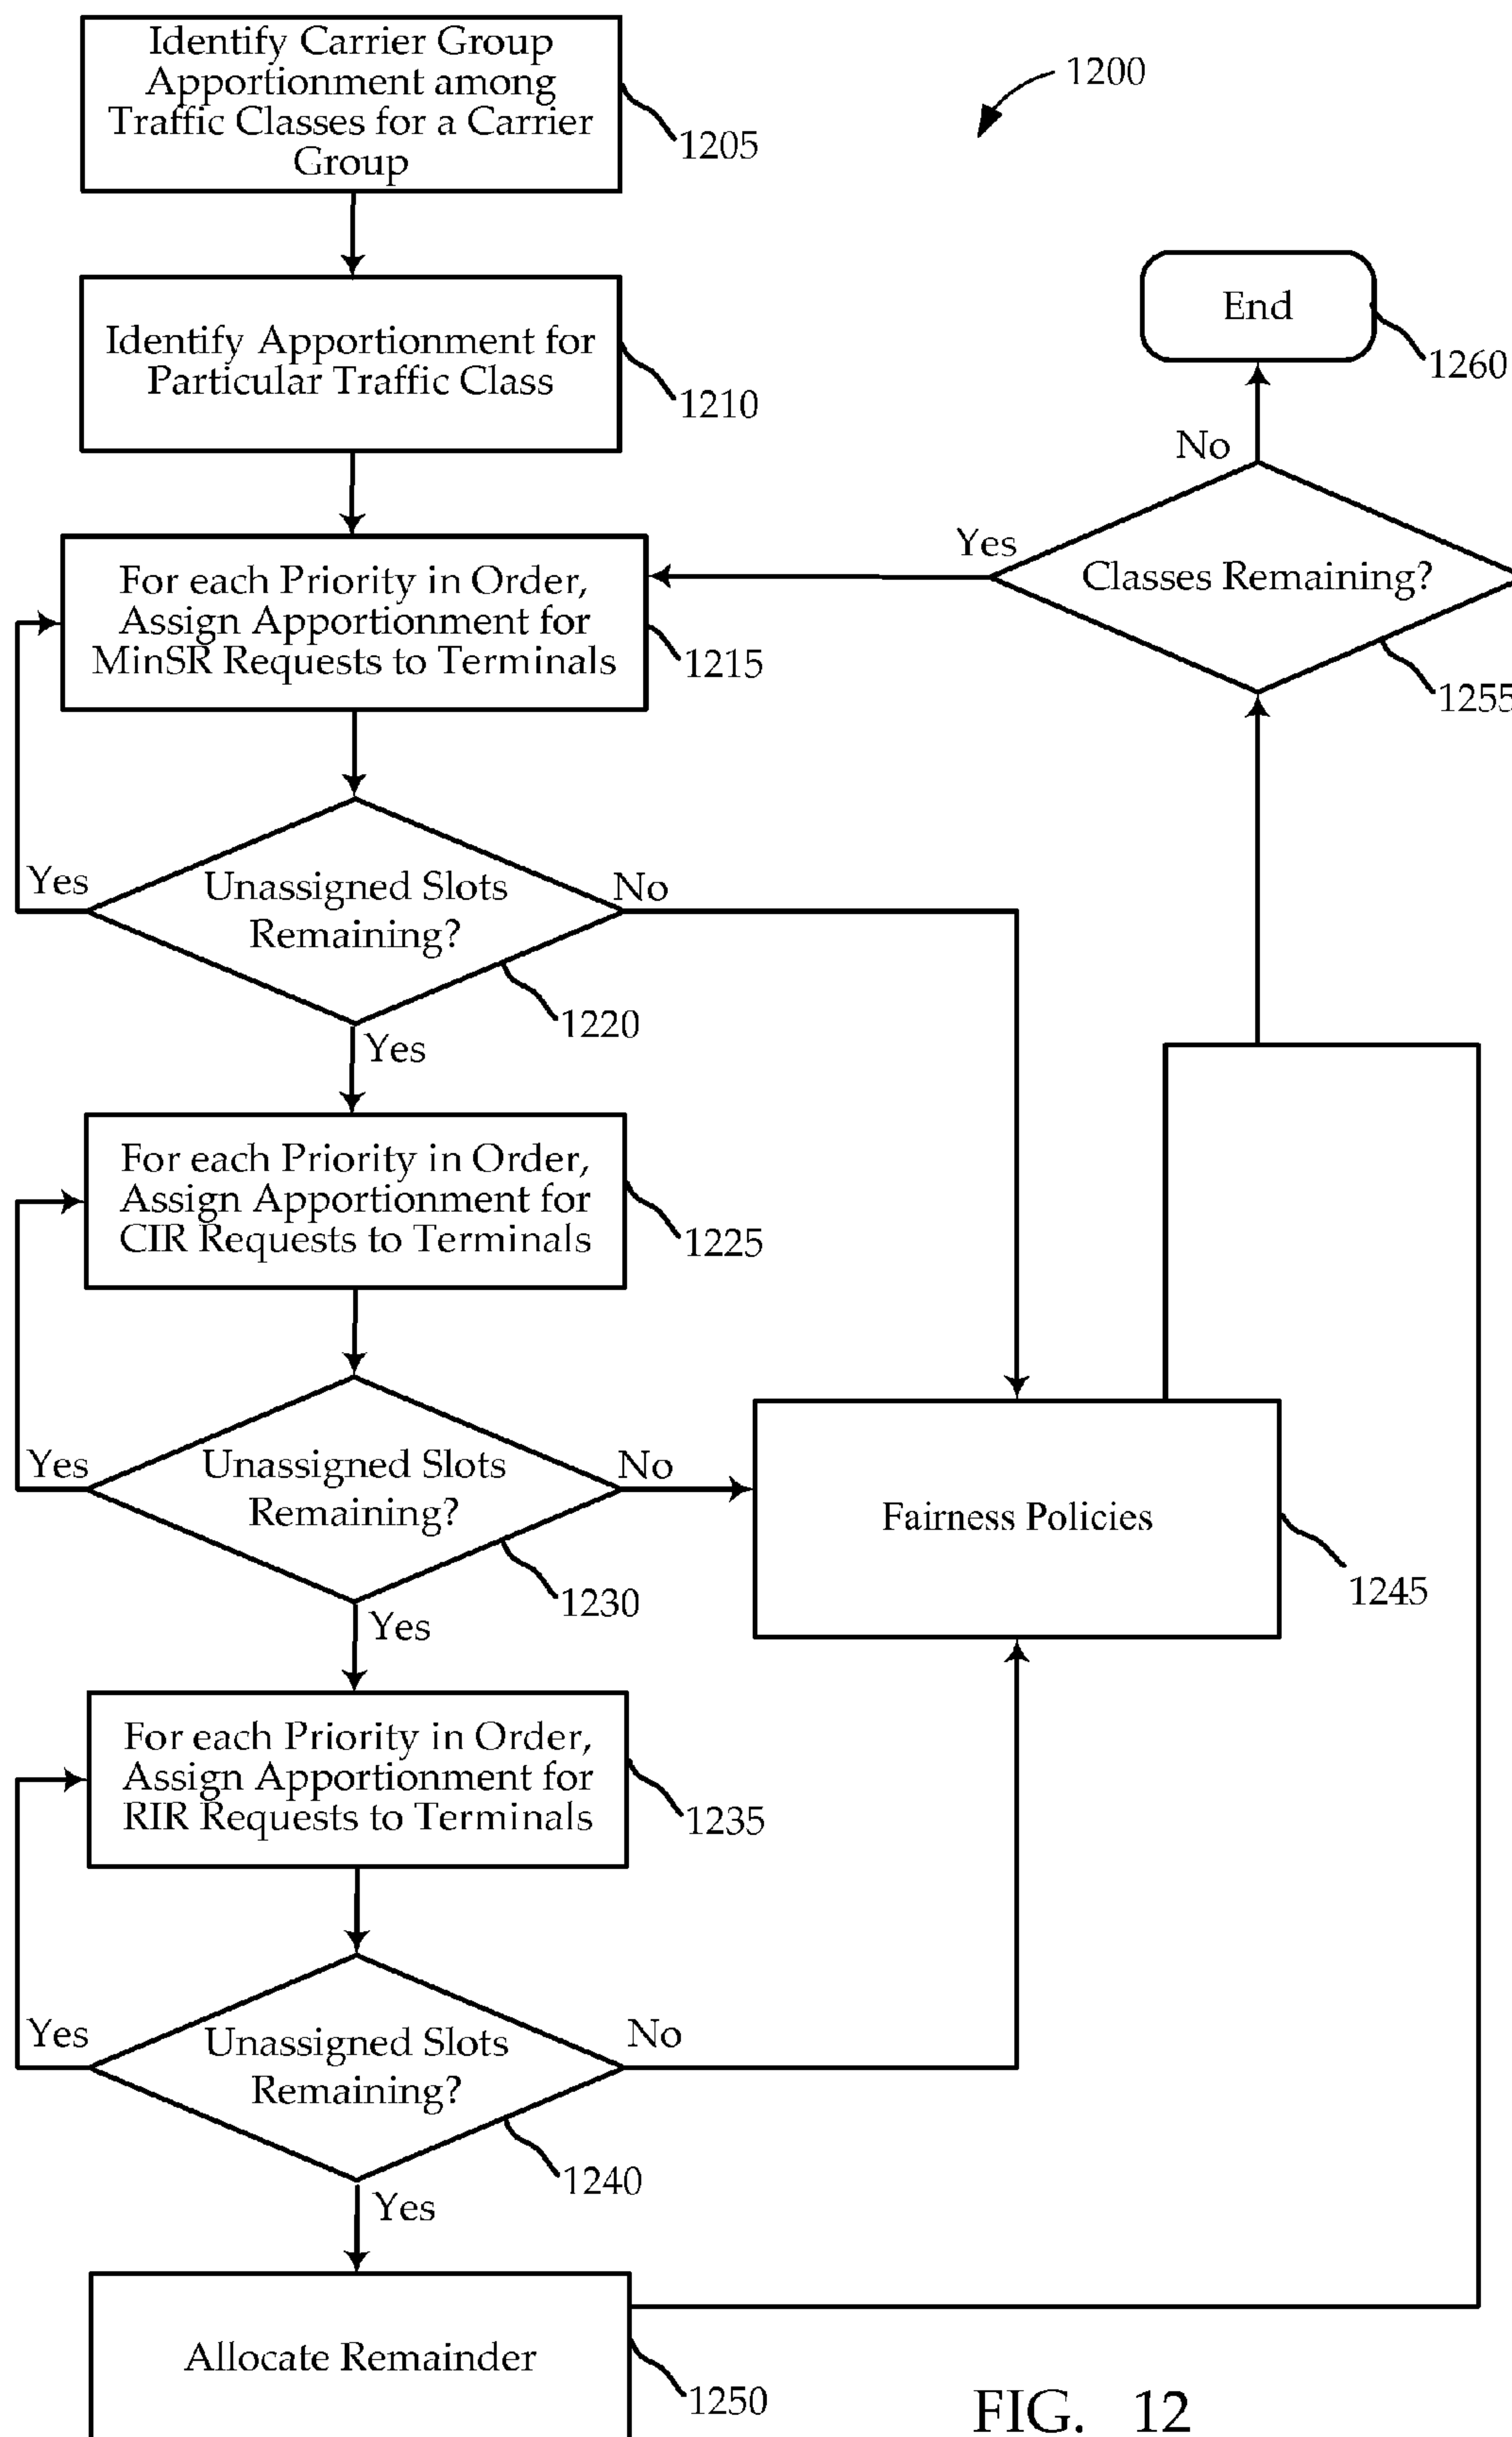 Identify Carrier Group
Apportionment among
Traffic Classes for a Carrier
Group
1205
1200
Identify Apportionment for
Particular Traffic Class
1210
End
1260
No
Yes
Classes Remaining?
1255
For each Priority in Order,
Assign Apportionment for
MinSR Requests to Terminals
1215
Yes
Unassigned Slots
Remaining?
No
1220
Yes
For each Priority in Order,
Assign Apportionment for
CIR Requests to Terminals
1225
Yes
Unassigned Slots
Remaining?
No
1230
Yes
Fairness Policies
1245
For each Priority in Order,
Assign Apportionment for
RIR Requests to Terminals
1235
Yes
Unassigned Slots
Remaining?
No
1240
Yes
Allocate Remainder
1250
FIG. 12